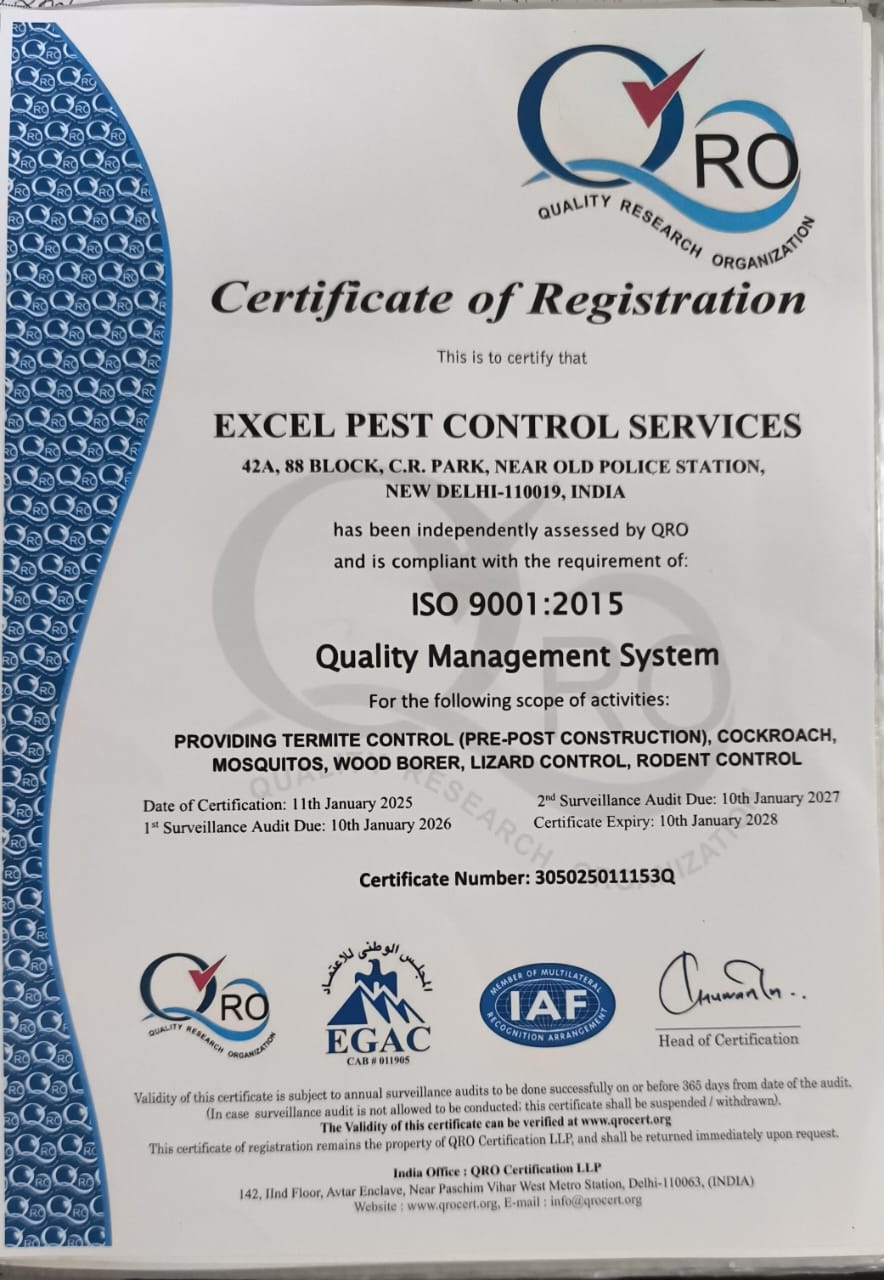 QRO
QUALITY RESEARCH ORGANIZATION
Certificate of Registration
This is to certify that
EXCEL PEST CONTROL SERVICES
42A, 88 BLOCK, C.R. PARK, NEAR OLD POLICE STATION,
NEW DELHI-110019, INDIA
has been independently assessed by QRO
and is compliant with the requirement of:
ISO 9001:2015
Quality Management System
For the following scope of activities:
PROVIDING TERMITE CONTROL (PRE-POST CONSTRUCTION), COCKROACH,
MOSQUITOS, WOOD BORER, LIZARD CONTROL, RODENT CONTROL
Date of Certification: 11th January 2025
1st Surveillance Audit Due: 10th January 2026
2nd Surveillance Audit Due: 10th January 2027
Certificate Expiry: 10th January 2028
Certificate Number: 305025011153Q
QRO
QUALITY RESEARCH ORGANIZATION
المجلس الوطني للاعتماد
EGAC
CAB # 011905
MEMBER OF MULTILATERAL
IAF
RECOGNITION ARRANGEMENT
Head of Certification
Validity of this certificate is subject to annual surveillance audits to be done successfully on or before 365 days from date of the audit.
(In case surveillance audit is not allowed to be conducted; this certificate shall be suspended / withdrawn).
The Validity of this certificate can be verified at www.qrocert.org
This certificate of registration remains the property of QRO Certification LLP, and shall be returned immediately upon request.
India Office : QRO Certification LLP
142, IInd Floor, Avtar Enclave, Near Paschim Vihar West Metro Station, Delhi-110063, (INDIA)
Website : www.qrocert.org, E-mail : info@qrocert.org